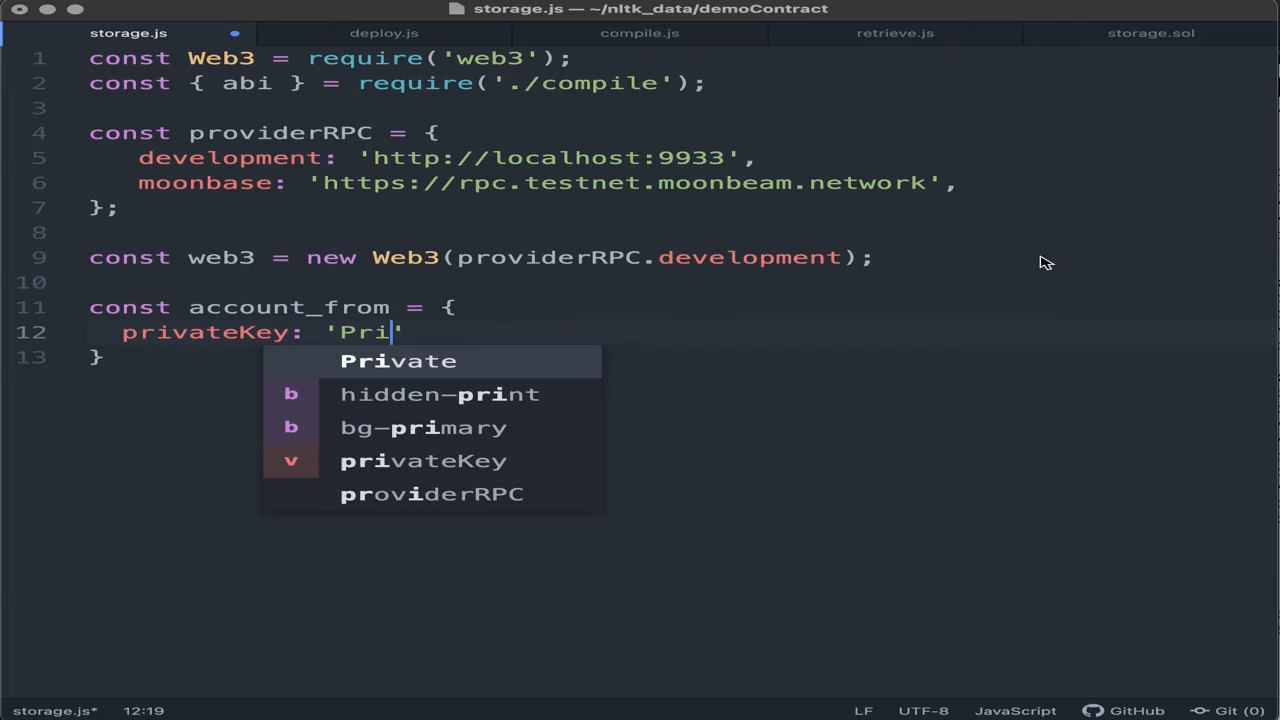 storage.js — ~/nltk_data/demoContract
storage.js deploy.js compile.js retrieve.js storage.sol
1 const Web3 = require('web3');
2 const { abi } = require('./compile');
3
4 const providerRPC = {
5 development: 'http://localhost:9933',
6 moonbase: 'https://rpc.testnet.moonbeam.network',
7 };
8
9 const web3 = new Web3(providerRPC.development);
10
11 const account_from = {
12 privateKey: 'Pri'
13 }
Private
b hidden-print
b bg-primary
v privateKey
providerRPC
storage.js* 12:19 LF UTF-8 JavaScript GitHub Git (0)